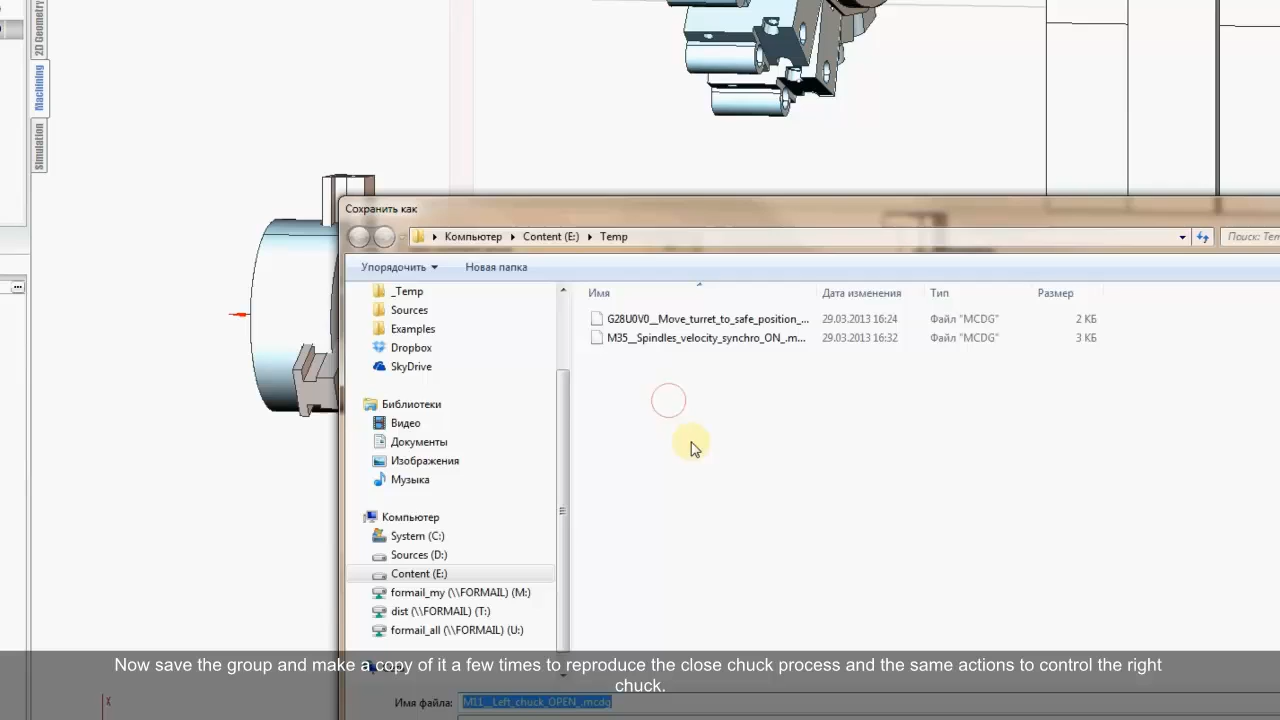 2D Geometry
Machining
Simulation
...
Сохранить как
Компьютер
Content (E:)
Temp
Поиск: Tem
Упорядочить
Новая папка
Имя
Дата изменения
Тип
Размер
_Temp
G28U0V0__Move_turret_to_safe_position_...
29.03.2013 16:24
Файл "MCDG"
2 КБ
Sources
M35__Spindles_velocity_synchro_ON_.m...
29.03.2013 16:32
Файл "MCDG"
3 КБ
Examples
Dropbox
SkyDrive
Библиотеки
Видео
Документы
Изображения
Музыка
Компьютер
System (C:)
Sources (D:)
Content (E:)
formail_my (\\FORMAIL) (M:)
dist (\\FORMAIL) (T:)
formail_all (\\FORMAIL) (U:)
Now save the group and make a copy of it a few times to reproduce the close chuck process and the same actions to control the right
chuck.
X
Имя файла:
M11__Left_chuck_OPEN_.mcdg